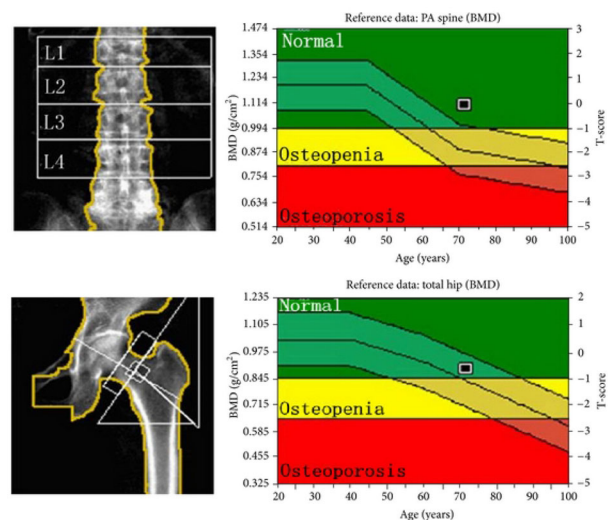 L1
L2
L3
L4
Reference data: PA spine (BMD)
BMD (g/cm²)
1.474
1.354
1.234
1.114
0.994
0.874
0.754
0.634
0.514
Normal
Osteopenia
Osteoporosis
3
2
1
0
−1
−2
−3
−4
−5
T-score
20 30 40 50 60 70 80 90 100
Age (years)
Reference data: total hip (BMD)
BMD (g/cm²)
1.235
1.105
0.975
0.845
0.715
0.585
0.455
0.325
Normal
Osteopenia
Osteoporosis
2
1
0
−1
−2
−3
−4
−5
T-score
20 30 40 50 60 70 80 90 100
Age (years)